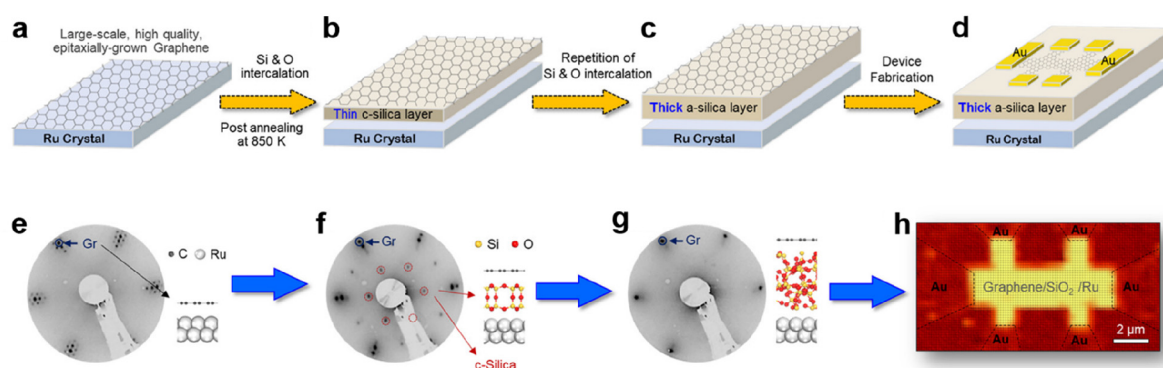 a
Large-scale, high quality,
epitaxially-grown Graphene
Ru Crystal
Si & O
intercalation
Post annealing
at 850 K
b
Thin c-silica layer
Ru Crystal
Repetition of
Si & O intercalation
c
Thick a-silica layer
Ru Crystal
Device
Fabrication
d
Au
Au
Thick a-silica layer
Ru Crystal
e
Gr
C Ru
f
Gr
Si O
c-Silica
g
Gr
h
Au Au
Au Graphene/SiO₂ /Ru Au
Au Au
2 μm